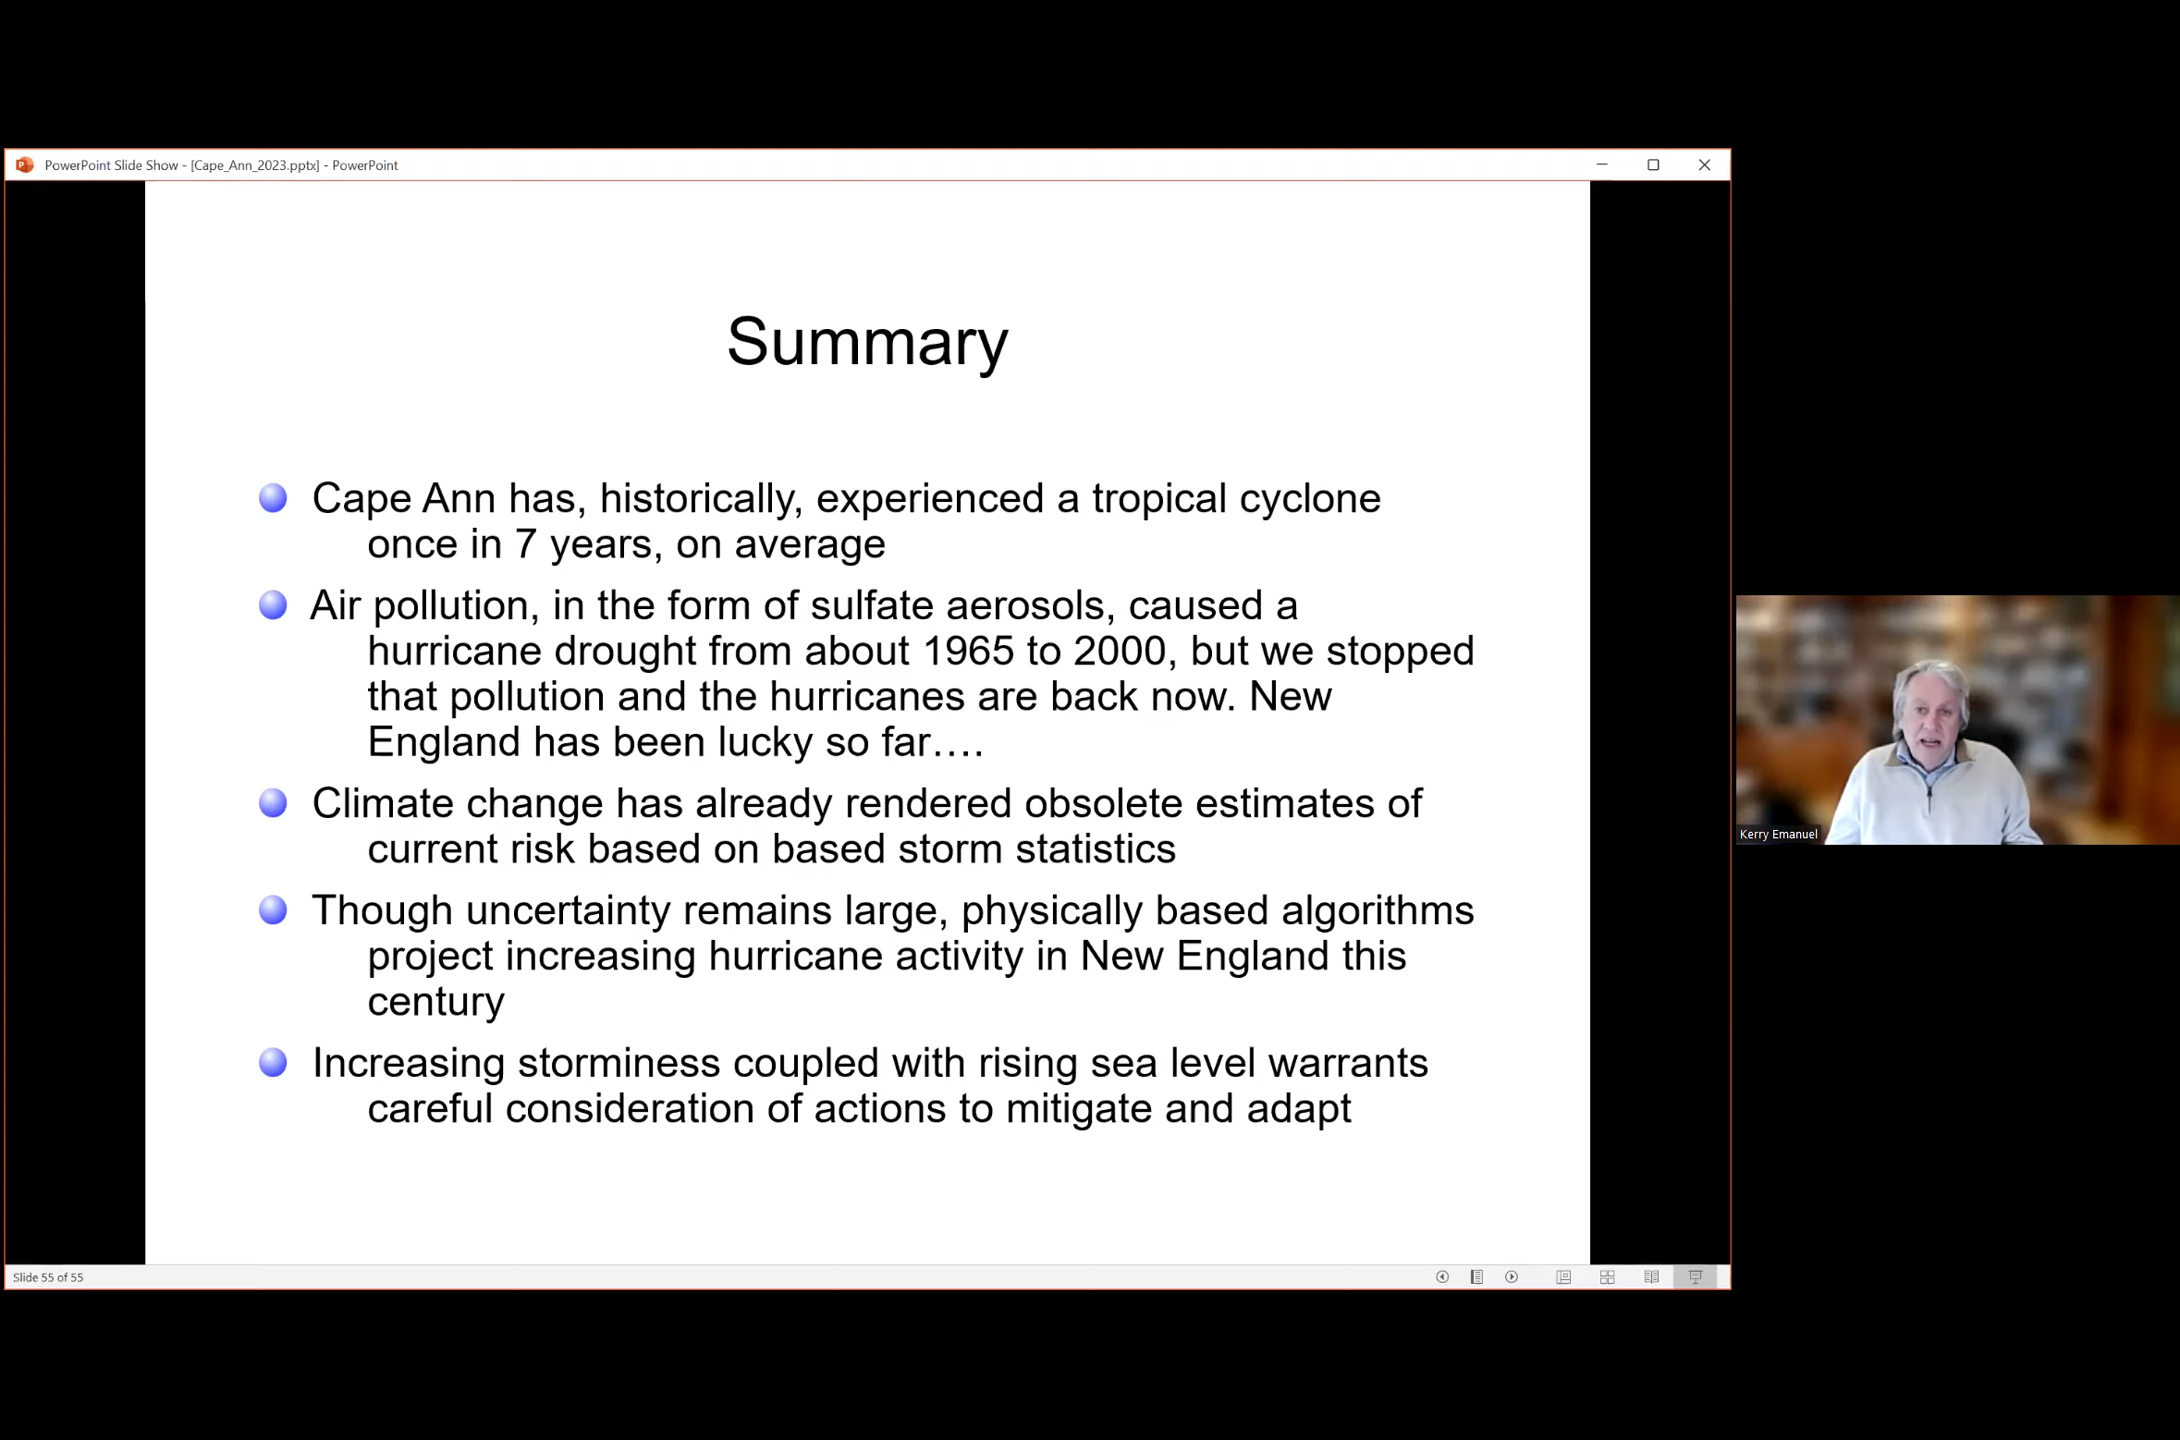 PowerPoint Slide Show - [Cape_Ann_2023.pptx] - PowerPoint
Summary
Cape Ann has, historically, experienced a tropical cyclone
once in 7 years, on average
Air pollution, in the form of sulfate aerosols, caused a
hurricane drought from about 1965 to 2000, but we stopped
that pollution and the hurricanes are back now. New
England has been lucky so far….
Climate change has already rendered obsolete estimates of
current risk based on based storm statistics
Though uncertainty remains large, physically based algorithms
project increasing hurricane activity in New England this
century
Increasing storminess coupled with rising sea level warrants
careful consideration of actions to mitigate and adapt
Kerry Emanuel
Slide 55 of 55